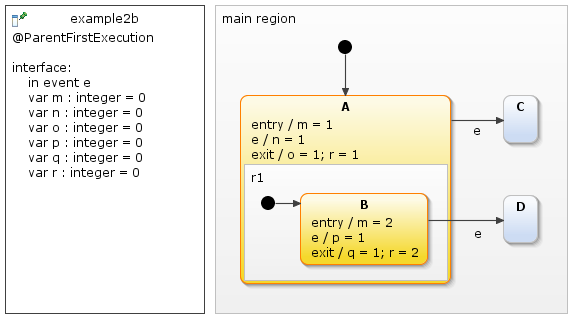 example2b
@ParentFirstExecution
interface:
in event e
var m : integer = 0
var n : integer = 0
var o : integer = 0
var p : integer = 0
var q : integer = 0
var r : integer = 0
main region
A
entry / m = 1
e / n = 1
exit / o = 1; r = 1
r1
B
entry / m = 2
e / p = 1
exit / q = 1; r = 2
e
C
e
D